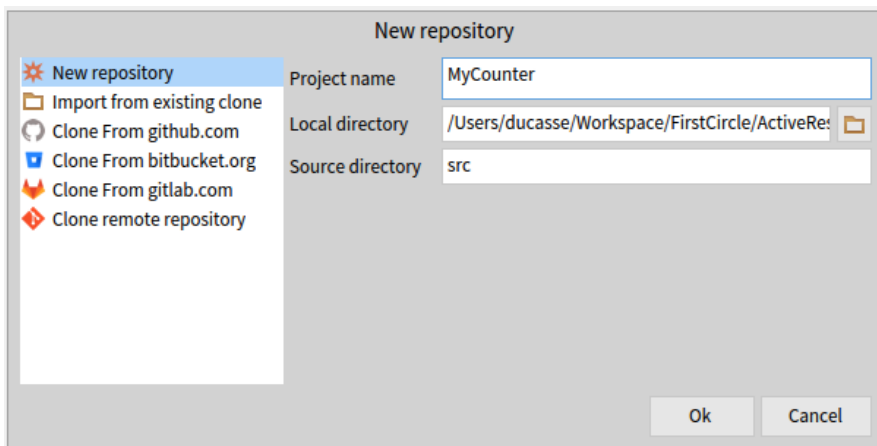 New repository
New repository
Import from existing clone
Clone From github.com
Clone From bitbucket.org
Clone From gitlab.com
Clone remote repository
Project name MyCounter
Local directory /Users/ducasse/Workspace/FirstCircle/ActiveRes
Source directory src
Ok Cancel